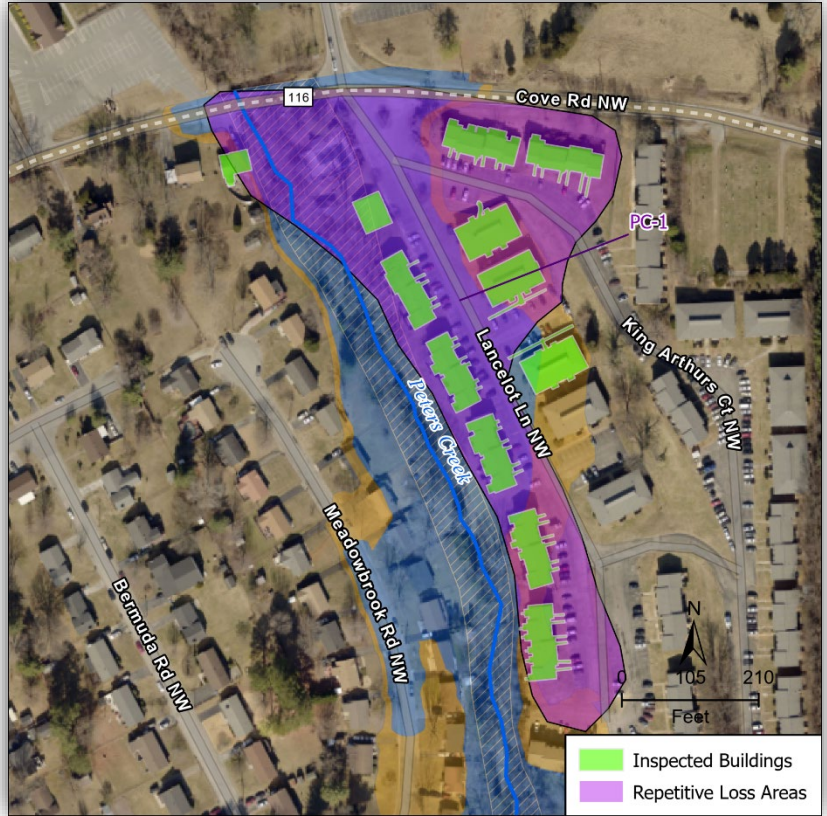 116
Cove Rd NW
PC-1
King Arthurs Ct NW
Lancelot Ln NW
Peters Creek
Meadowbrook Rd NW
Bermuda Rd NW
N
0 105 210
Feet
Inspected Buildings
Repetitive Loss Areas